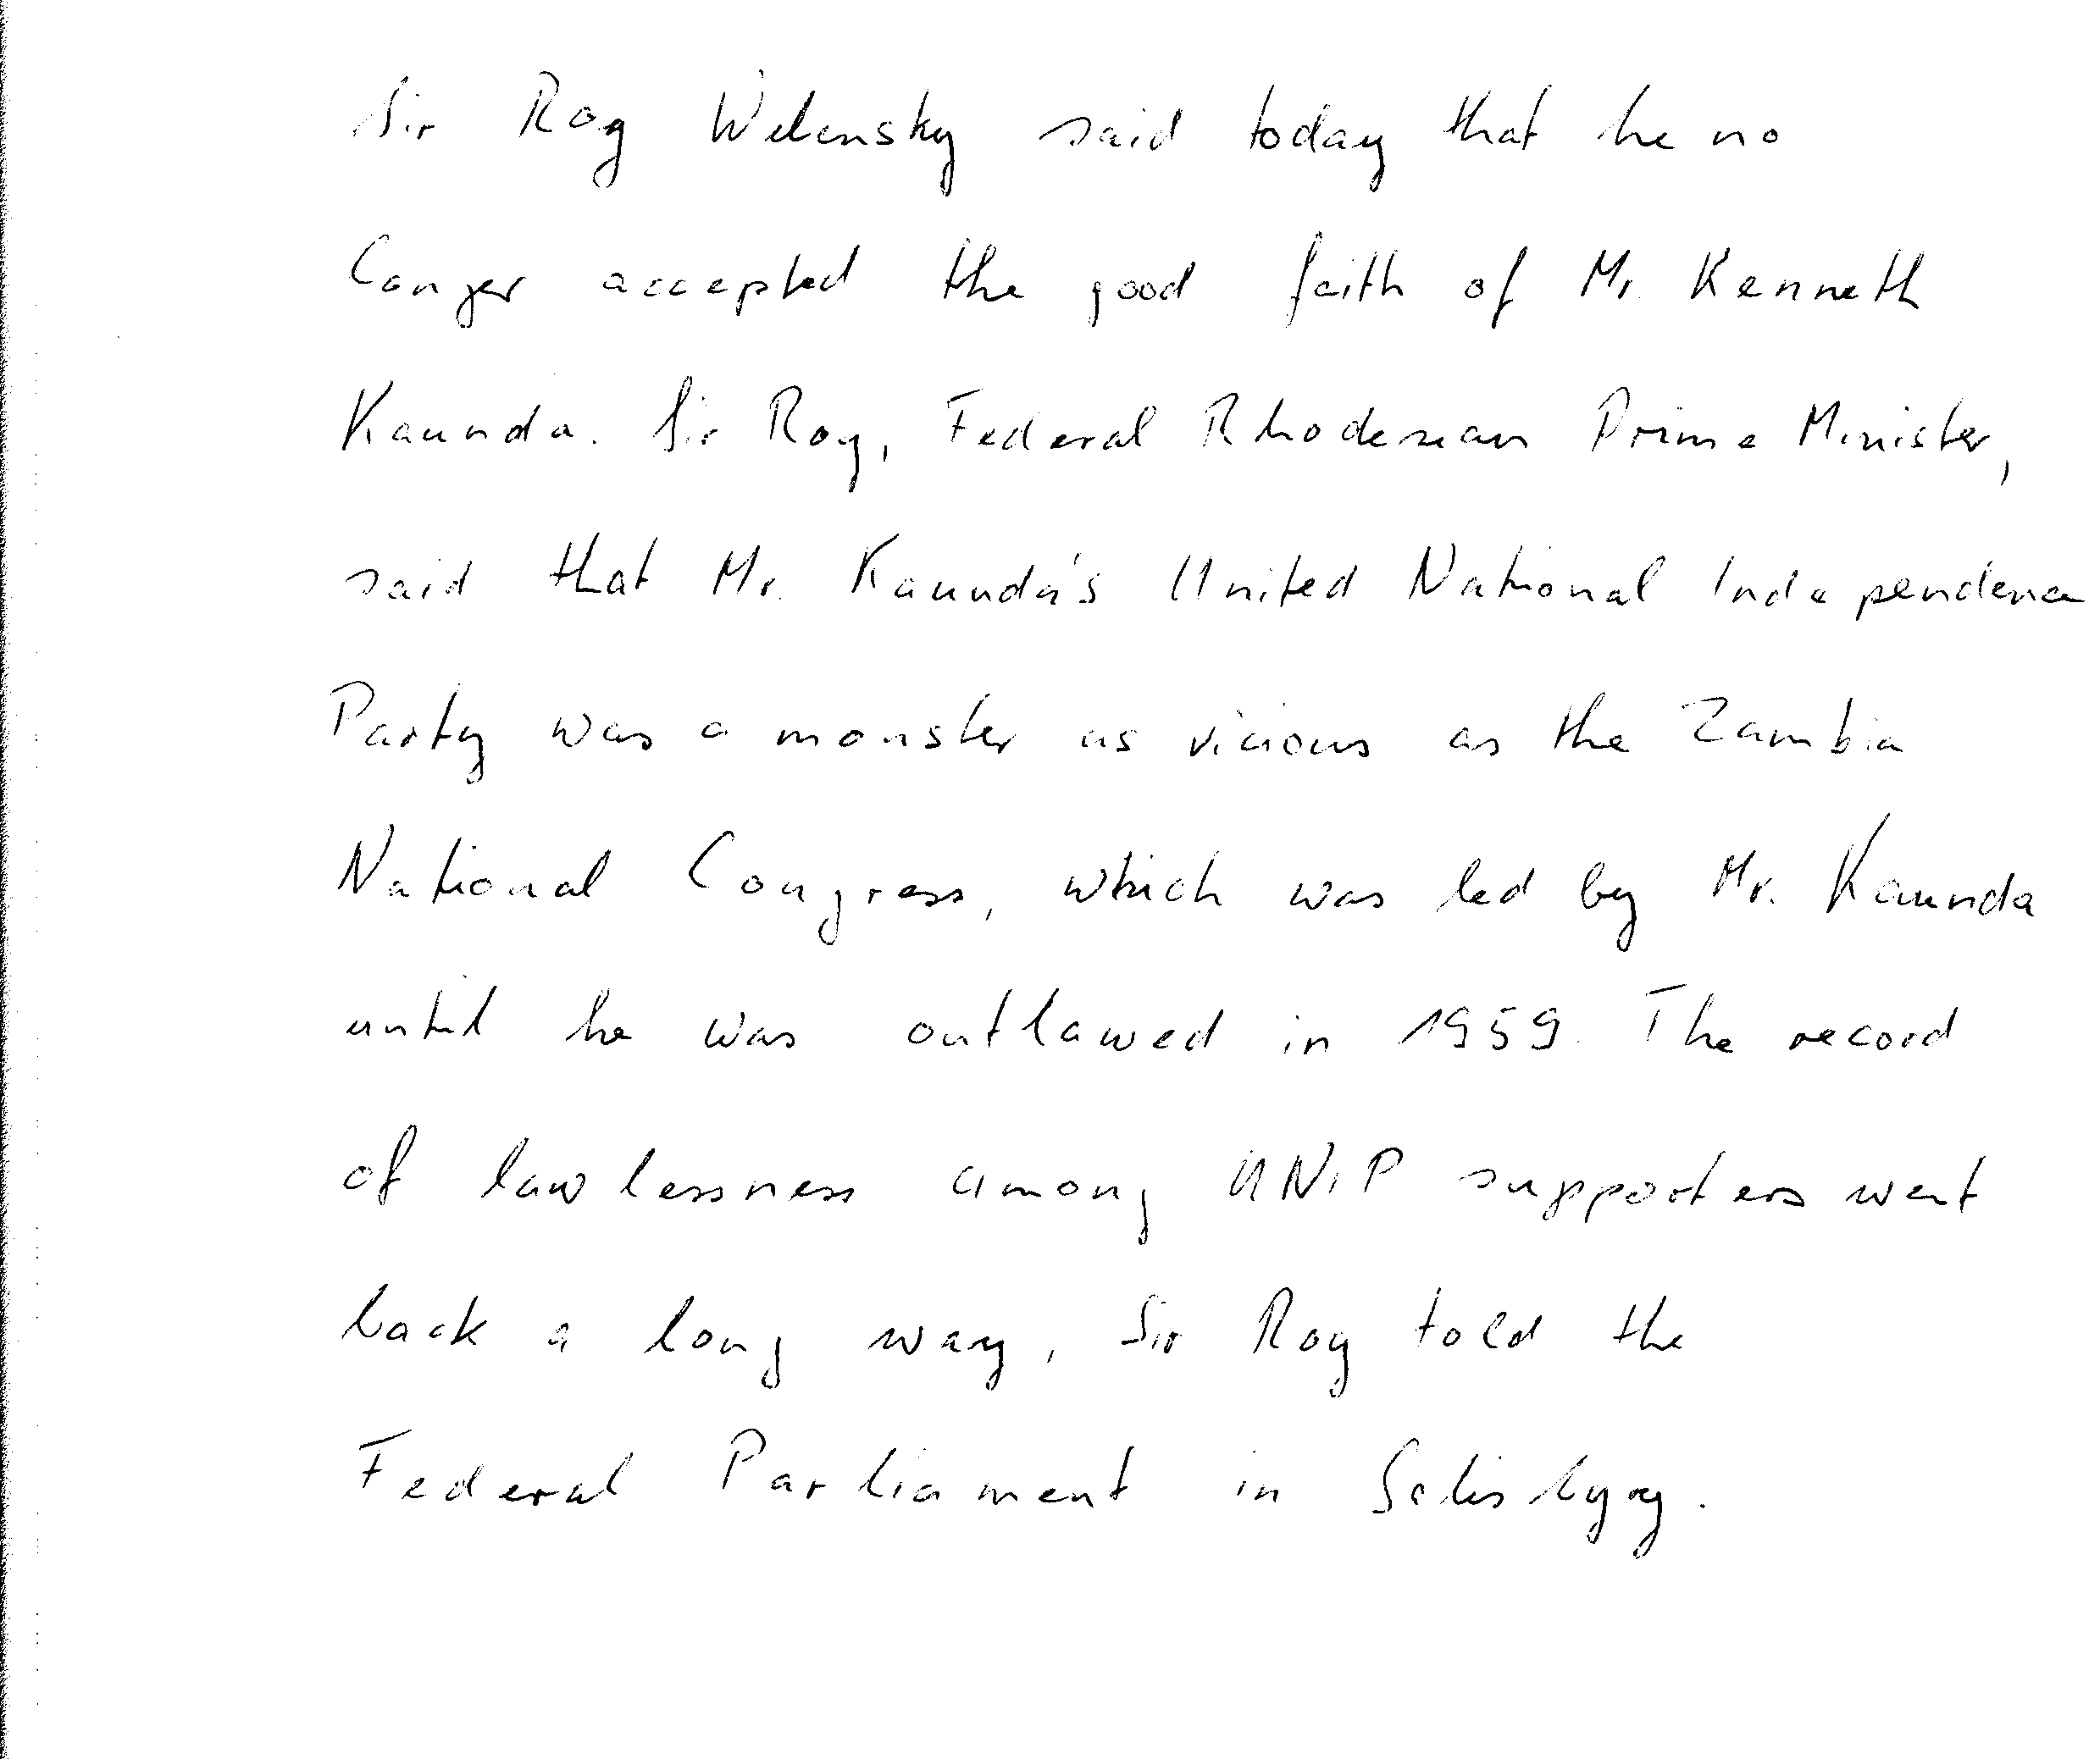 Sir Roy Welensky said today that he no
longer accepted the good faith of Mr. Kenneth
Kaunda. Sir Roy, Federal Rhodesian Prime Minister,
said that Mr. Kaunda's United National Independence
Party was a monster as vicious as the Zambia
National Congress, which was led by Mr. Kaunda
until he was outlawed in 1959. The record
of lawlessness among UNIP supporters went
back a long way, Sir Roy told the
Federal Parliament in Salisbyry.